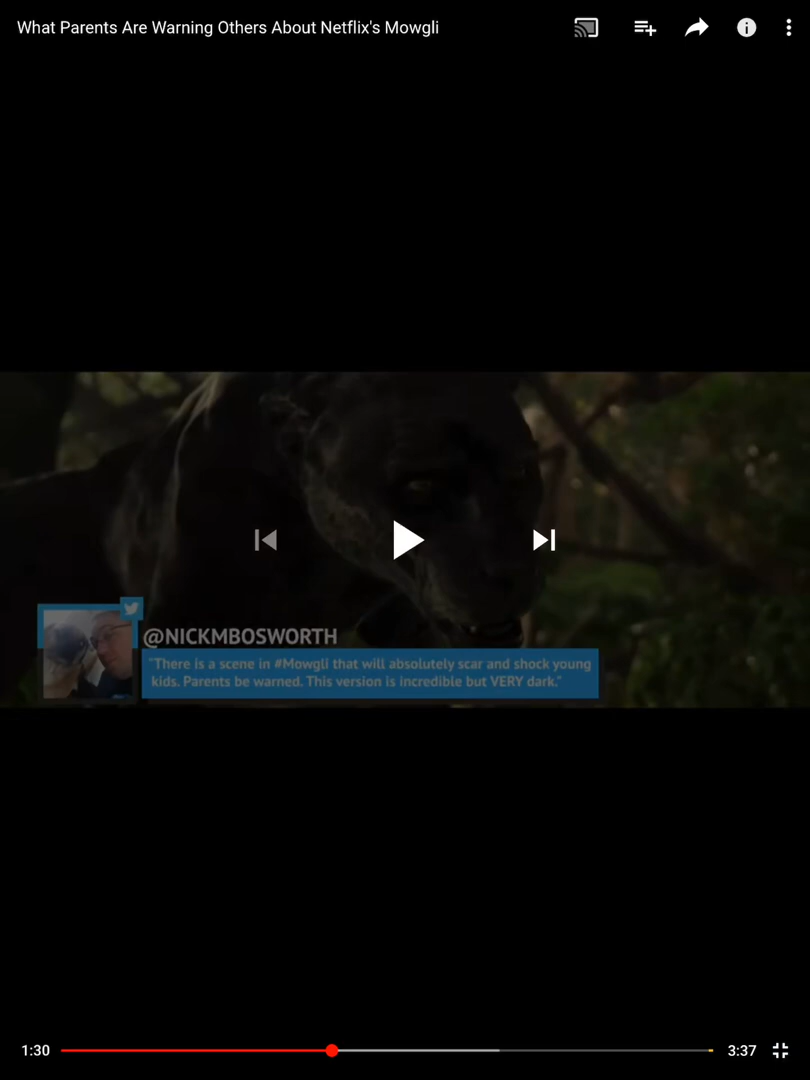 What Parents Are Warning Others About Netflix's Mowgli
@NICKMBOSWORTH
"There is a scene in #Mowgli that will absolutely scar and shock young
kids. Parents be warned. This version is incredible but VERY dark."
1:30
3:37